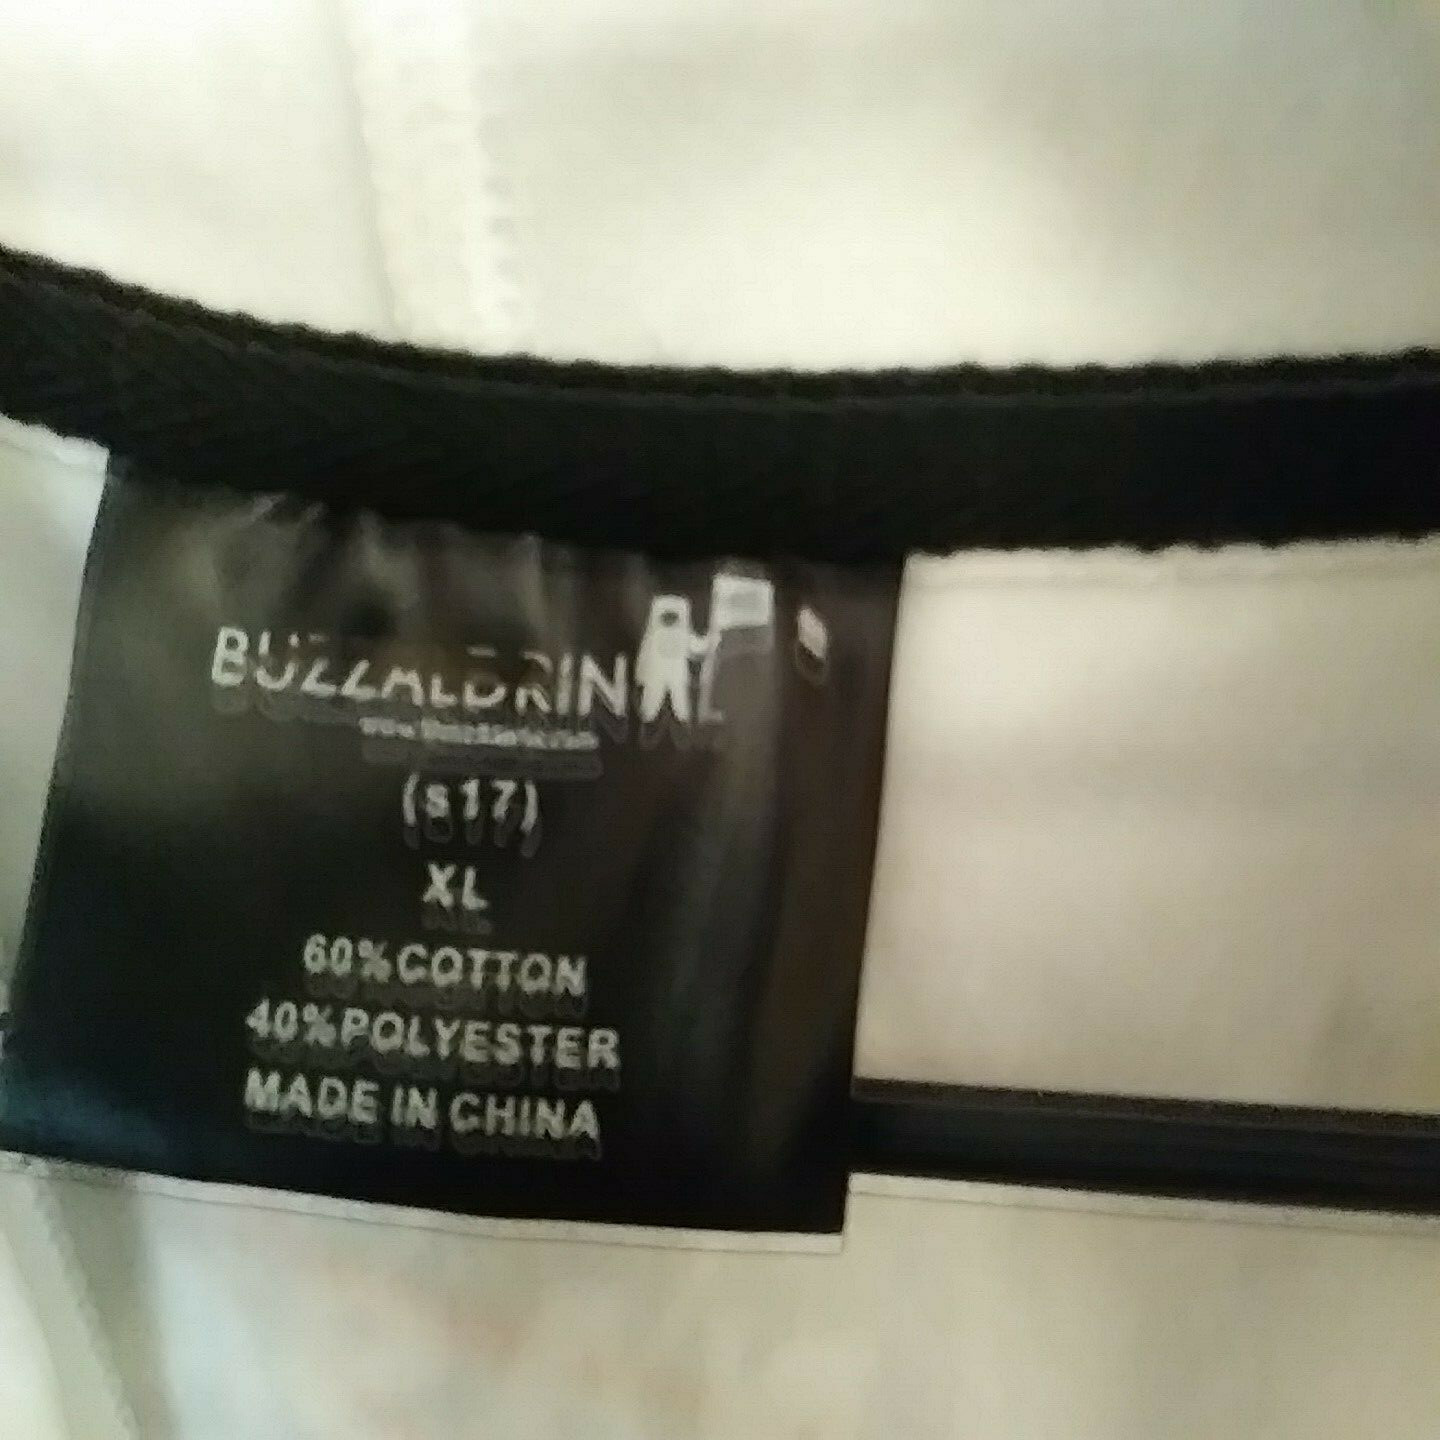 BUZZALDRIN
(s17)
XL
60%COTTON
40%POLYESTER
MADE IN CHINA